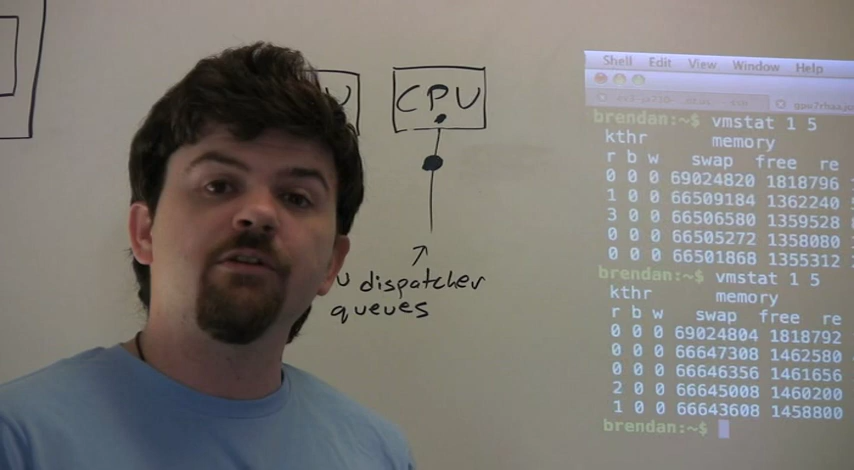 CPU
dispatcher
queues
Shell Edit View Window Help
brendan:~$ vmstat 1 5
kthr memory
r b w swap free re
0 0 0 69024820 1818796
1 0 0 66509184 1362240
3 0 0 66506580 1359528
0 0 0 66505272 1358080
0 0 0 66501868 1355312
brendan:~$ vmstat 1 5
kthr memory
r b w swap free re
0 0 0 69024804 1818792
0 0 0 66647308 1462580
0 0 0 66646356 1461656
2 0 0 66645008 1460200
1 0 0 66643608 1458800
brendan:~$